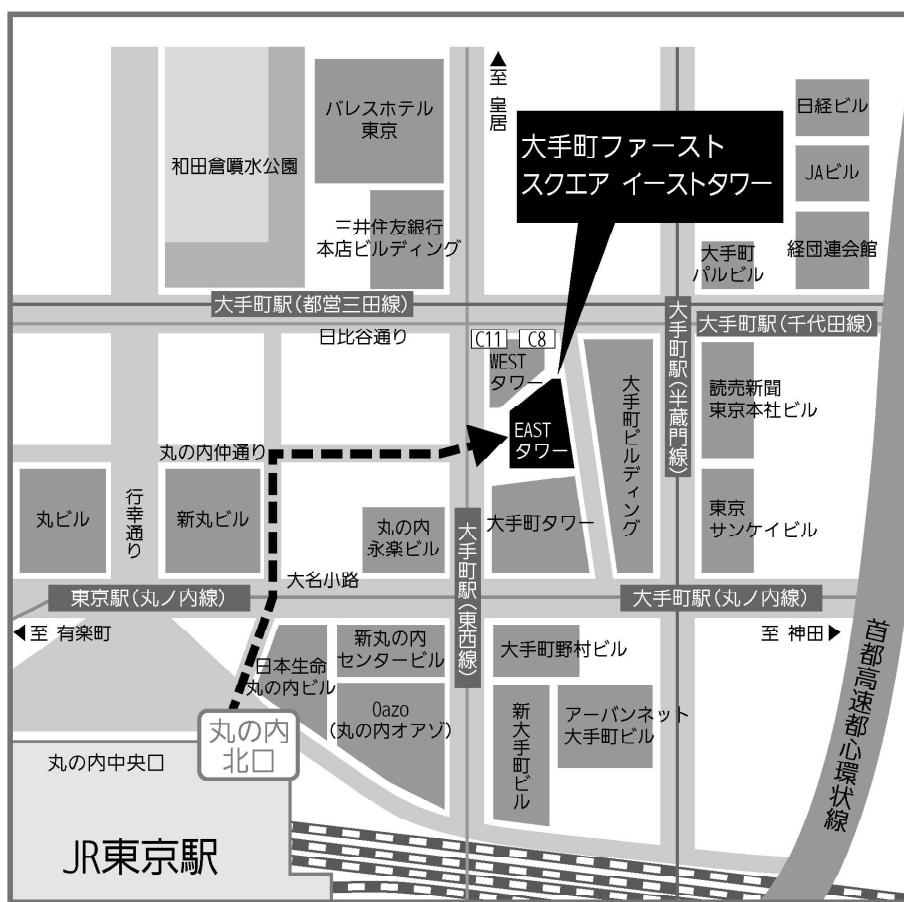 至 皇居
パレスホテル
東京
和田倉噴水公園
三井住友銀行
本店ビルディング
大手町ファースト
スクエア イーストタワー
日経ビル
JAビル
経団連会館
大手町
パルビル
大手町駅(都営三田線)
大手町駅(千代田線)
日比谷通り
C11
C8
WEST
タワー
EAST
タワー
大手町ビルディング
大手町駅(半蔵門線)
読売新聞
東京本社ビル
丸の内仲通り
丸ビル
行幸通り
新丸ビル
丸の内
永楽ビル
大手町駅(東西線)
大手町タワー
東京
サンケイビル
大名小路
東京駅(丸ノ内線)
大手町駅(丸ノ内線)
至 有楽町
日本生命
丸の内ビル
新丸の内
センタービル
大手町野村ビル
至 神田
Oazo
(丸の内オアゾ)
新大手町ビル
アーバンネット
大手町ビル
首都高速都心環状線
丸の内
北口
丸の内中央口
JR東京駅